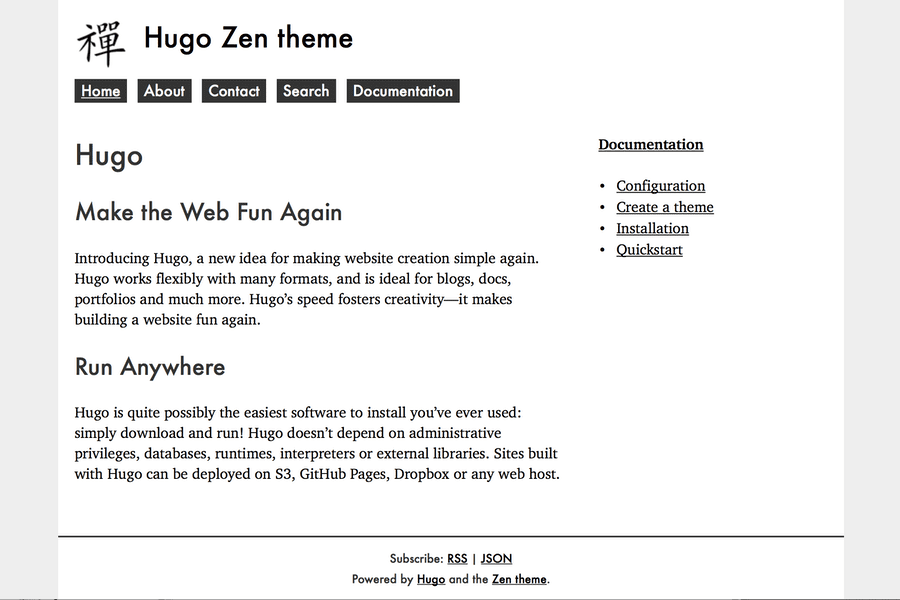 禪 Hugo Zen theme
Home About Contact Search Documentation
Hugo
Make the Web Fun Again
Introducing Hugo, a new idea for making website creation simple again.
Hugo works flexibly with many formats, and is ideal for blogs, docs,
portfolios and much more. Hugo’s speed fosters creativity—it makes
building a website fun again.
Run Anywhere
Hugo is quite possibly the easiest software to install you’ve ever used:
simply download and run! Hugo doesn’t depend on administrative
privileges, databases, runtimes, interpreters or external libraries. Sites built
with Hugo can be deployed on S3, GitHub Pages, Dropbox or any web host.
Documentation
• Configuration
• Create a theme
• Installation
• Quickstart
Subscribe: RSS | JSON
Powered by Hugo and the Zen theme.